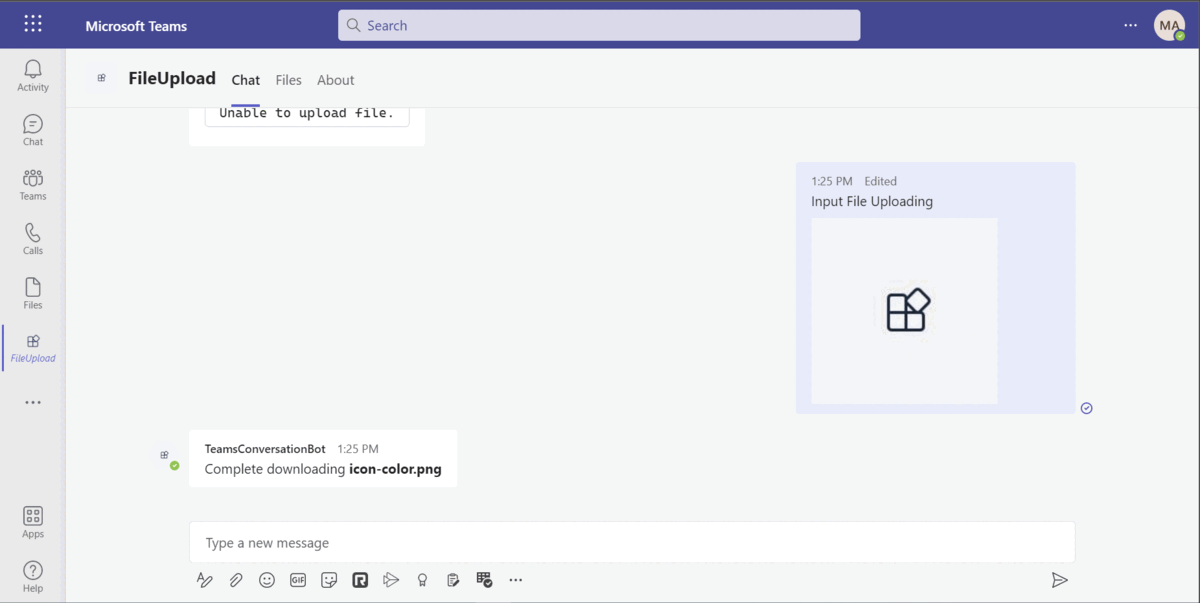 Microsoft Teams
Search
MA
Activity
Chat
Teams
Calls
Files
FileUpload
Apps
Help
FileUpload Chat Files About
Unable to upload file.
1:25 PM Edited
Input File Uploading
TeamsConversationBot 1:25 PM
Complete downloading icon-color.png
Type a new message
GIF